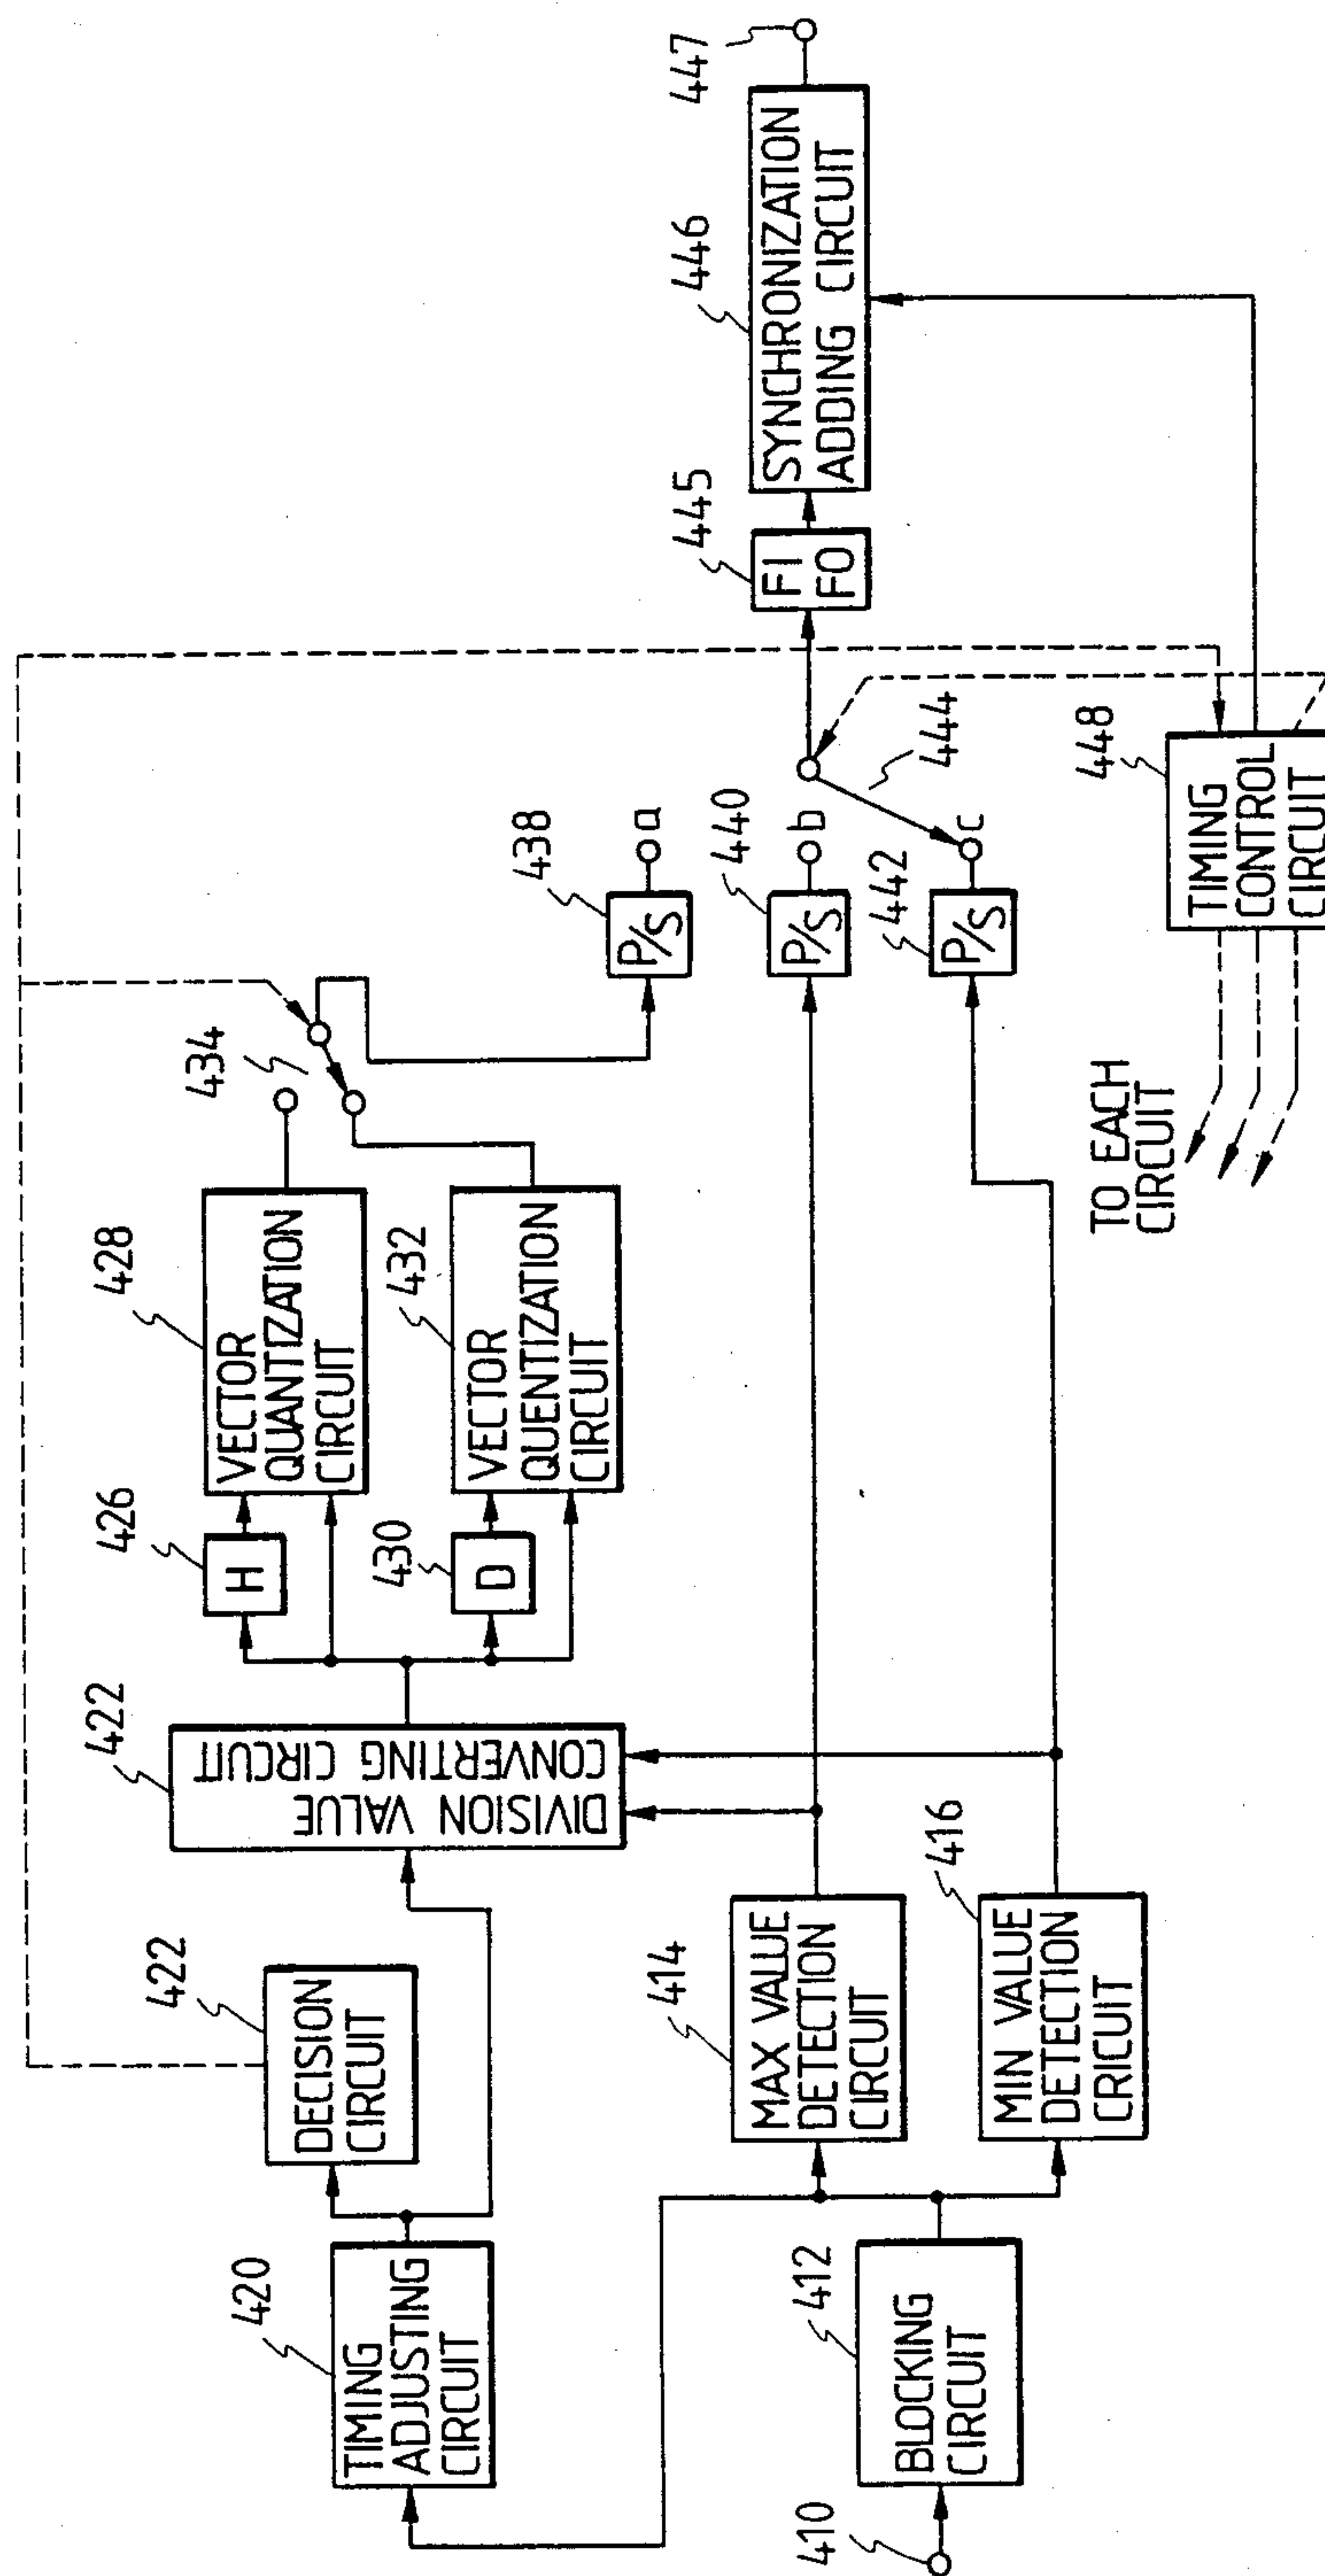 420
TIMING
ADJUSTING
CIRCUIT
422
DECISION
CIRCUIT
422
DIVISION VALUE
CONVERTING CIRCUIT
426
H
428
VECTOR
QUANTIZATION
CIRCUIT
430
D
432
VECTOR
QUENTIZATION
CIRCUIT
434
438
P/S
a
410
412
BLOCKING
CIRCUIT
414
MAX VALUE
DETECTION
CIRCUIT
416
MIN VALUE
DETECTION
CRICUIT
440
P/S
b
442
P/S
c
444
445
FI
FO
446
SYNCHRONIZATION
ADDING CIRCUIT
447
448
TIMING
CONTROL
CIRCUIT
TO EACH
CIRCUIT